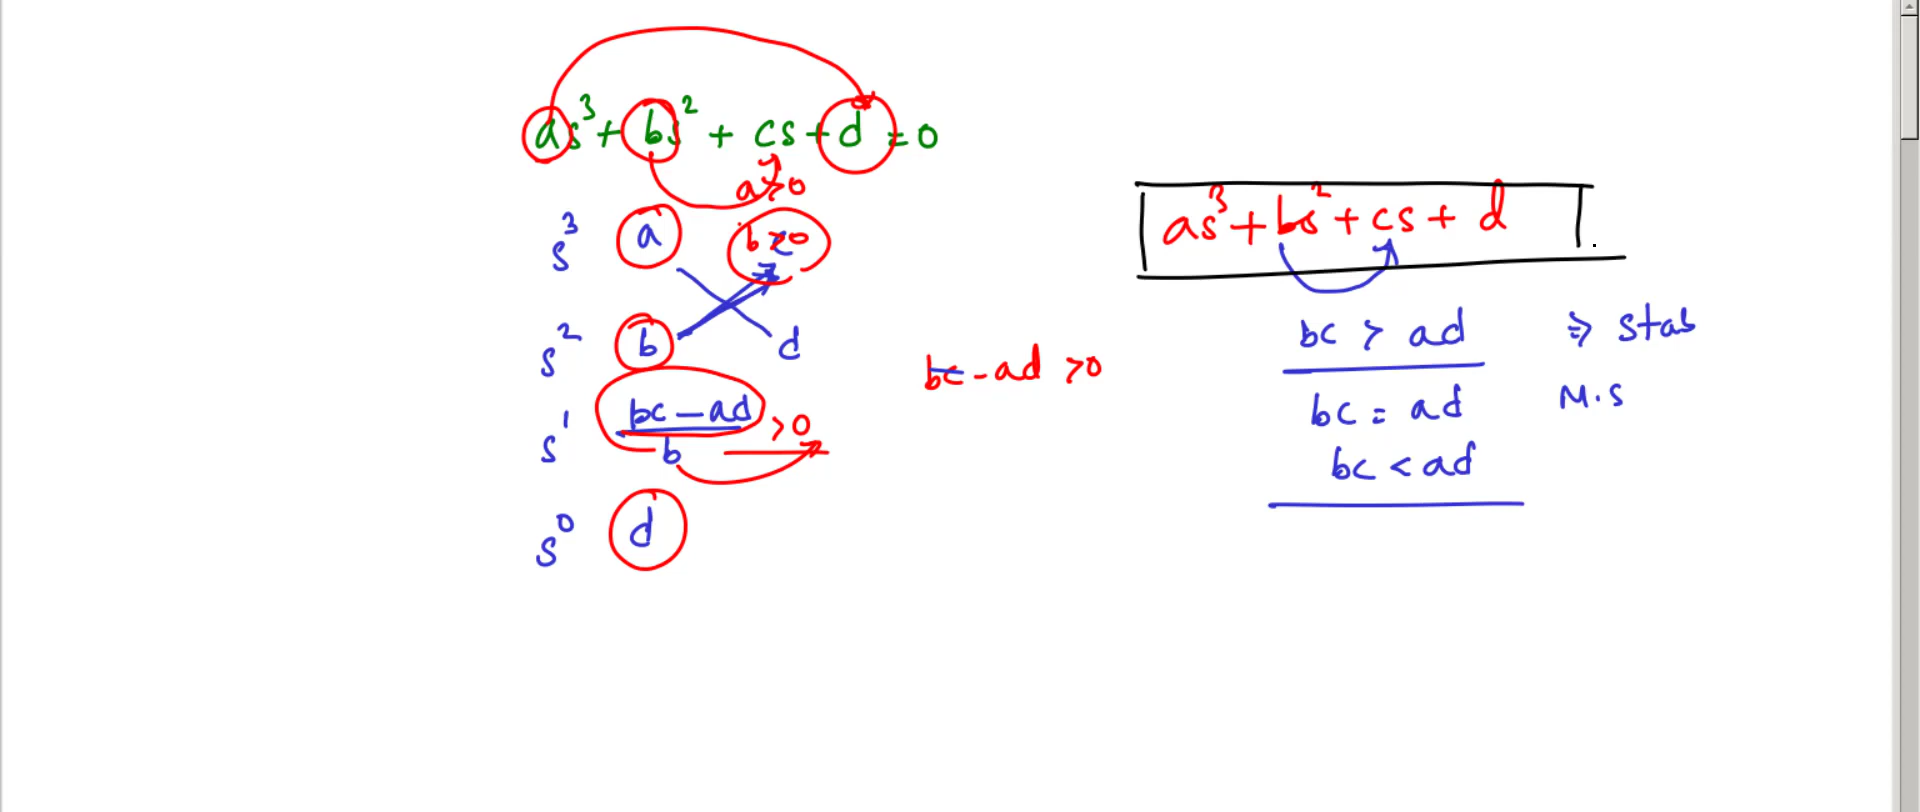 as³ + bs² + cs + d = 0
a > 0
s³ a
b > 0
s² b d
bc - ad > 0
s¹ bc - ad / b > 0
s⁰ d
as³ + bs² + cs + d
bc > ad ⇒ stab
bc = ad M.S
bc < ad